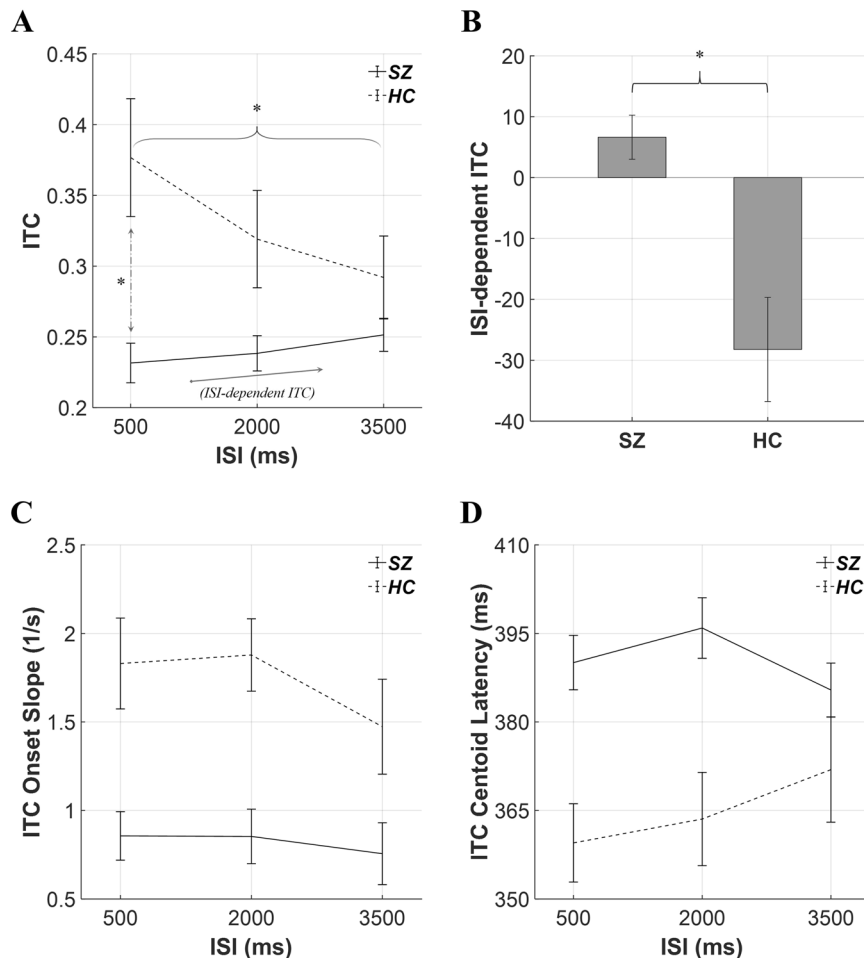 A
ITC
0.45
0.4
0.35
0.3
0.25
0.2
SZ
HC
*
*
(ISI-dependent ITC)
500
2000
3500
ISI (ms)
B
ISI-dependent ITC
20
10
0
-10
-20
-30
-40
*
SZ
HC
C
ITC Onset Slope (1/s)
2.5
2
1.5
1
0.5
SZ
HC
500
2000
3500
ISI (ms)
D
ITC Centoid Latency (ms)
410
395
380
365
350
SZ
HC
500
2000
3500
ISI (ms)